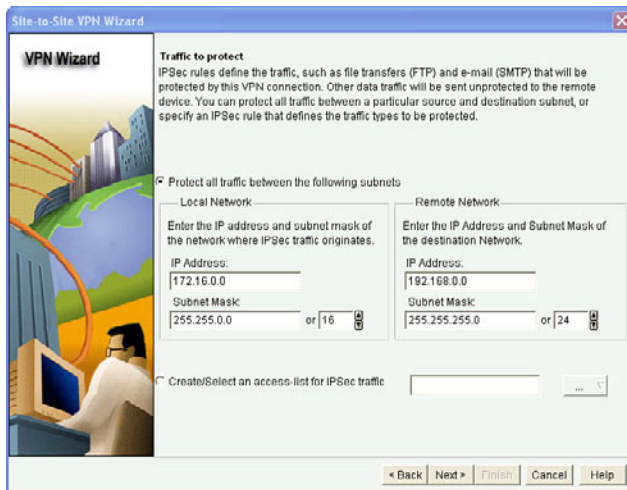 Site-to-Site VPN Wizard
VPN Wizard
Traffic to protect
IPSec rules define the traffic, such as file transfers (FTP) and e-mail (SMTP) that will be
protected by this VPN connection. Other data traffic will be sent unprotected to the remote
device. You can protect all traffic between a particular source and destination subnet, or
specify an IPSec rule that defines the traffic types to be protected.
Protect all traffic between the following subnets
Local Network
Enter the IP address and subnet mask of
the network where IPSec traffic originates.
IP Address:
172.16.0.0
Subnet Mask:
255.255.0.0 or 16
Remote Network
Enter the IP Address and Subnet Mask of
the destination Network.
IP Address:
192.168.0.0
Subnet Mask:
255.255.255.0 or 24
Create/Select an access-list for IPSec traffic ...
< Back Next > Finish Cancel Help